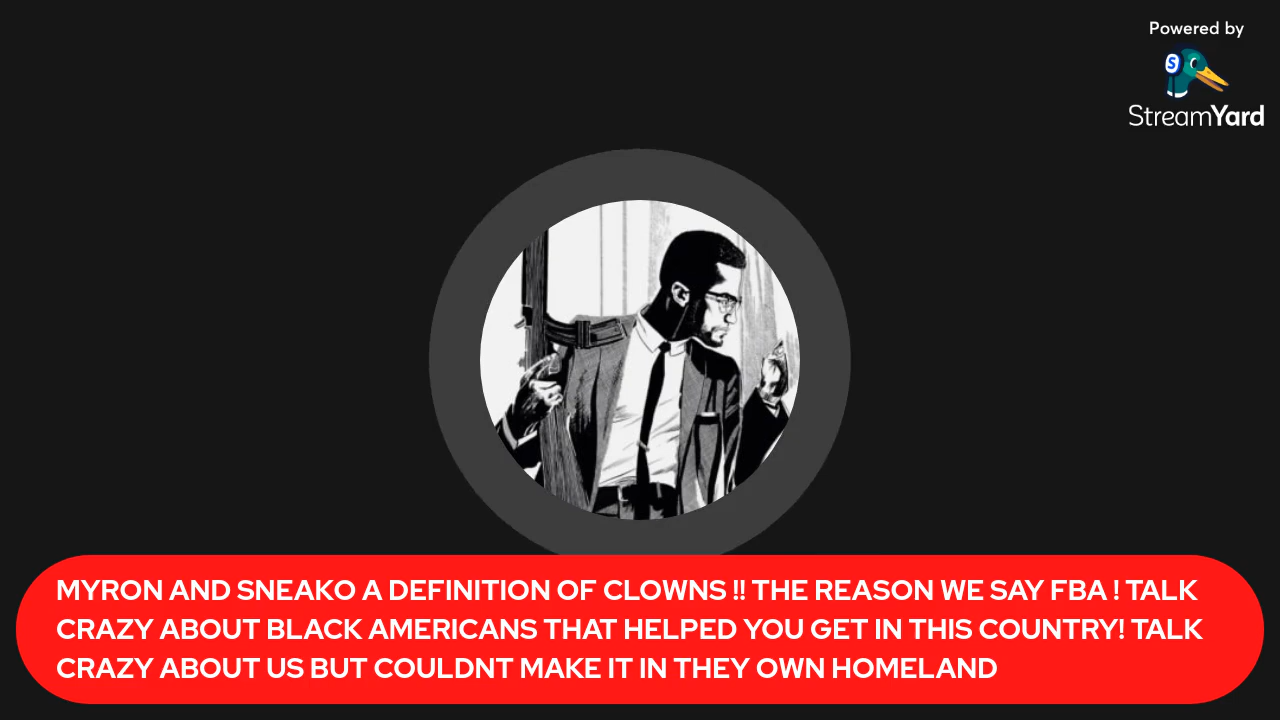 Powered by
S
StreamYard
MYRON AND SNEAKO A DEFINITION OF CLOWNS !! THE REASON WE SAY FBA ! TALK
CRAZY ABOUT BLACK AMERICANS THAT HELPED YOU GET IN THIS COUNTRY! TALK
CRAZY ABOUT US BUT COULDNT MAKE IT IN THEY OWN HOMELAND